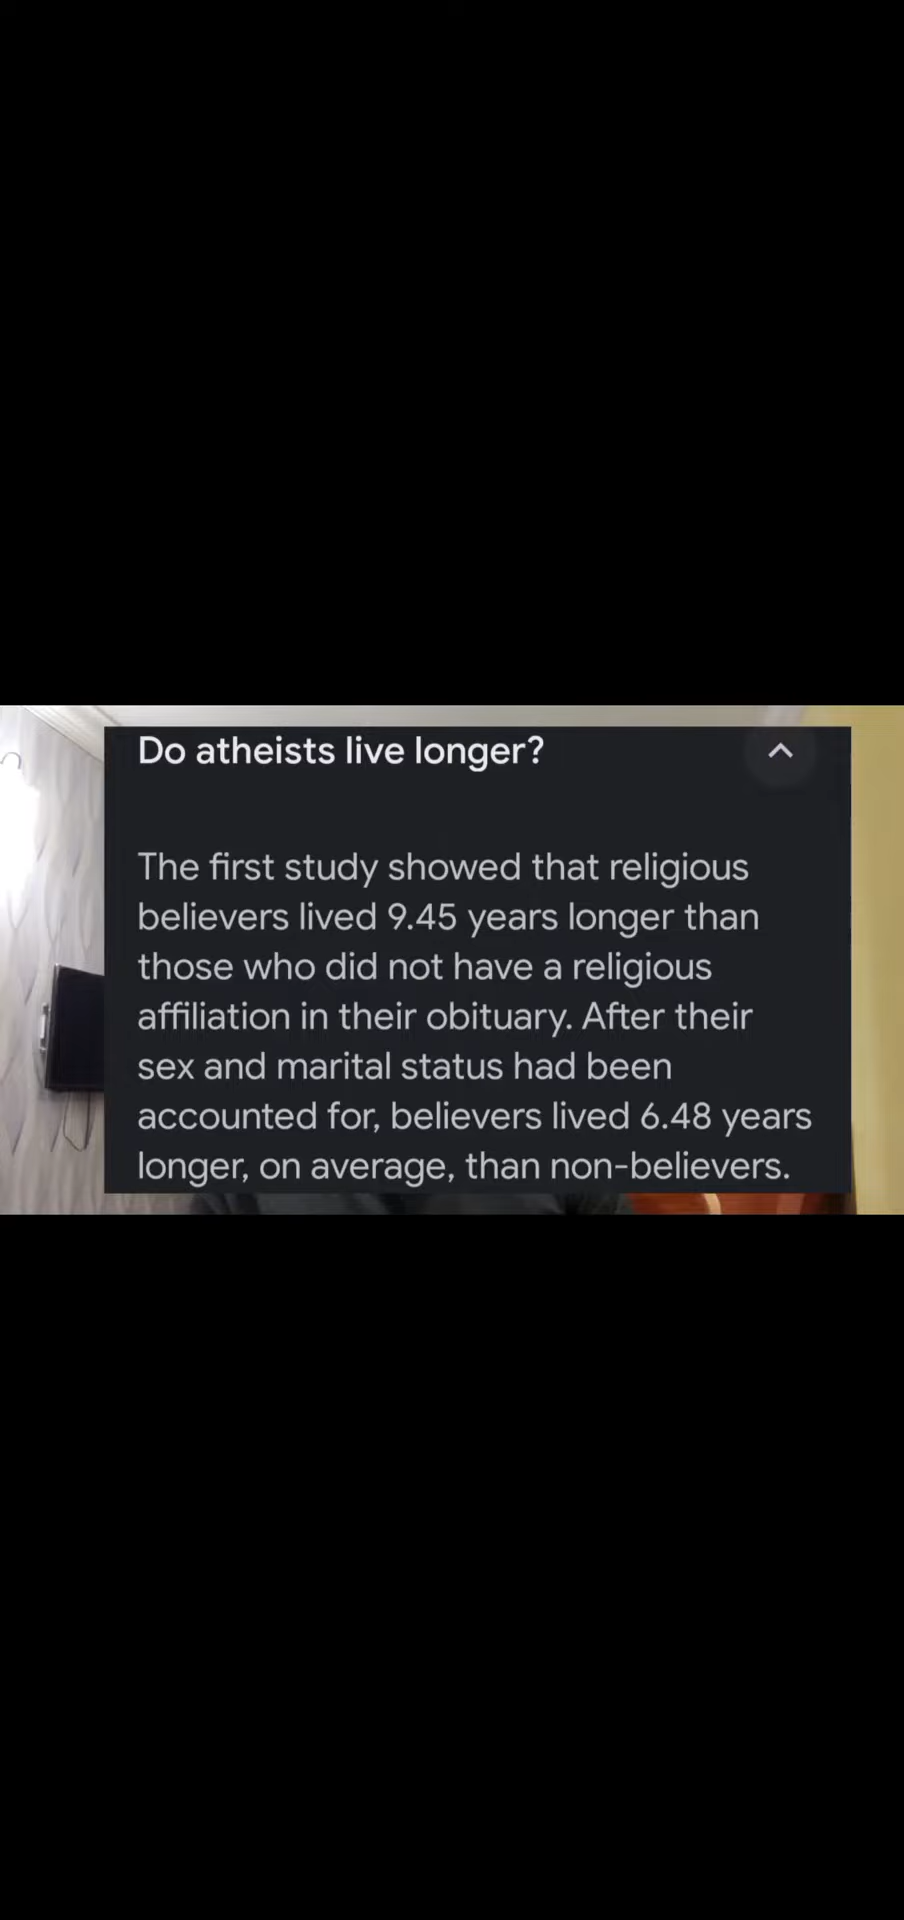 Do atheists live longer?
The first study showed that religious
believers lived 9.45 years longer than
those who did not have a religious
affiliation in their obituary. After their
sex and marital status had been
accounted for, believers lived 6.48 years
longer, on average, than non-believers.